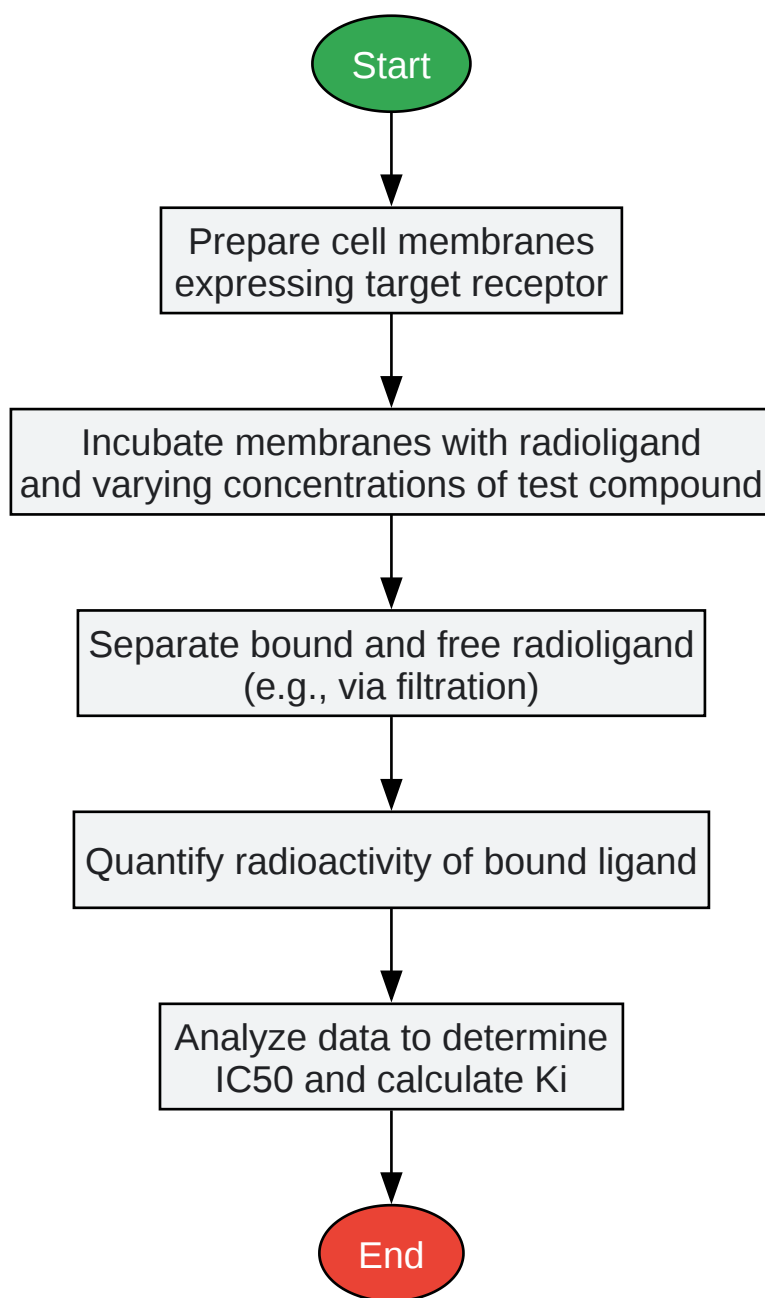 Start
Prepare cell membranes
expressing target receptor
Incubate membranes with radioligand
and varying concentrations of test compound
Separate bound and free radioligand
(e.g., via filtration)
Quantify radioactivity of bound ligand
Analyze data to determine
IC50 and calculate Ki
End